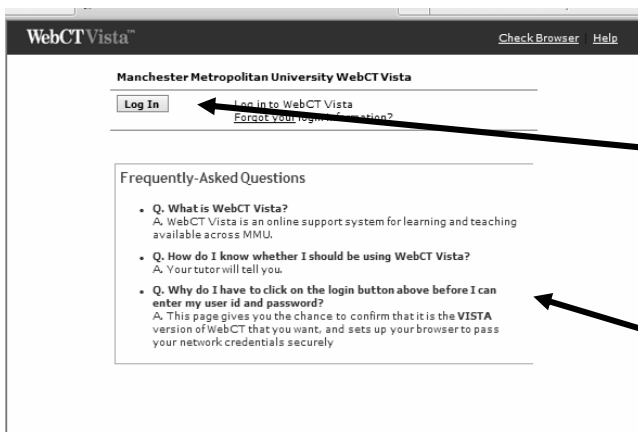 WebCT Vista™
Check Browser Help
Manchester Metropolitan University WebCT Vista
Log In
Log in to WebCT Vista
Forgot your login information?
Frequently-Asked Questions
• Q. What is WebCT Vista?
A. WebCT Vista is an online support system for learning and teaching
available across MMU.
• Q. How do I know whether I should be using WebCT Vista?
A. Your tutor will tell you.
• Q. Why do I have to click on the login button above before I can
enter my user id and password?
A. This page gives you the chance to confirm that it is the VISTA
version of WebCT that you want, and sets up your browser to pass
your network credentials securely